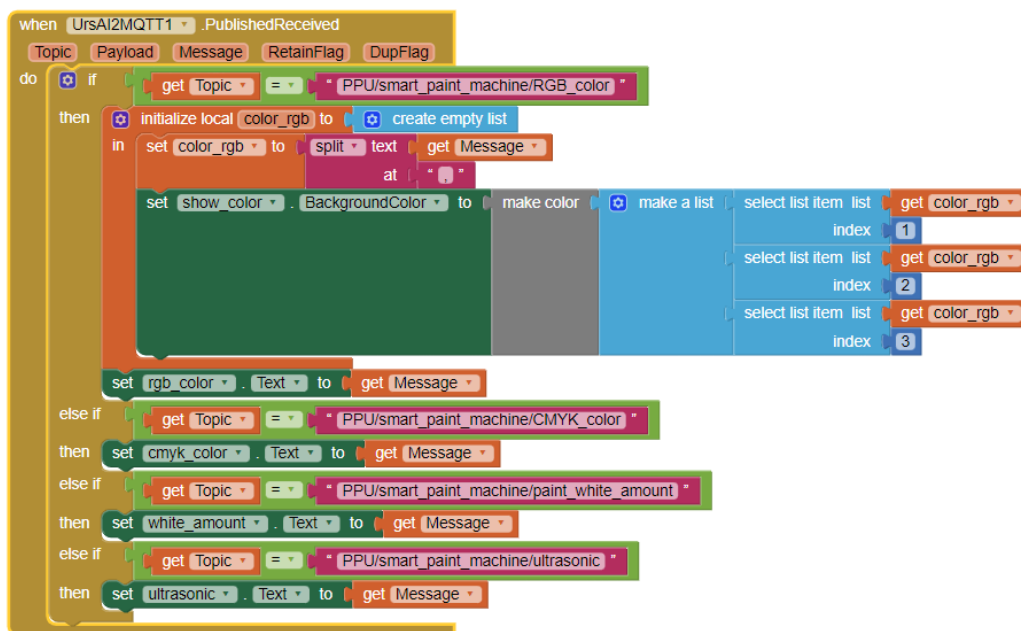 when UrsAI2MQTT1 .PublishedReceived
Topic Payload Message RetainFlag DupFlag
do if get Topic = " PPU/smart_paint_machine/RGB_color "
then initialize local color_rgb to create empty list
in set color_rgb to split text get Message
at " , "
set show_color . BackgroundColor to make color make a list select list item list get color_rgb
index 1
select list item list get color_rgb
index 2
select list item list get color_rgb
index 3
set rgb_color . Text to get Message
else if get Topic = " PPU/smart_paint_machine/CMYK_color "
then set cmyk_color . Text to get Message
else if get Topic = " PPU/smart_paint_machine/paint_white_amount "
then set white_amount . Text to get Message
else if get Topic = " PPU/smart_paint_machine/ultrasonic "
then set ultrasonic . Text to get Message